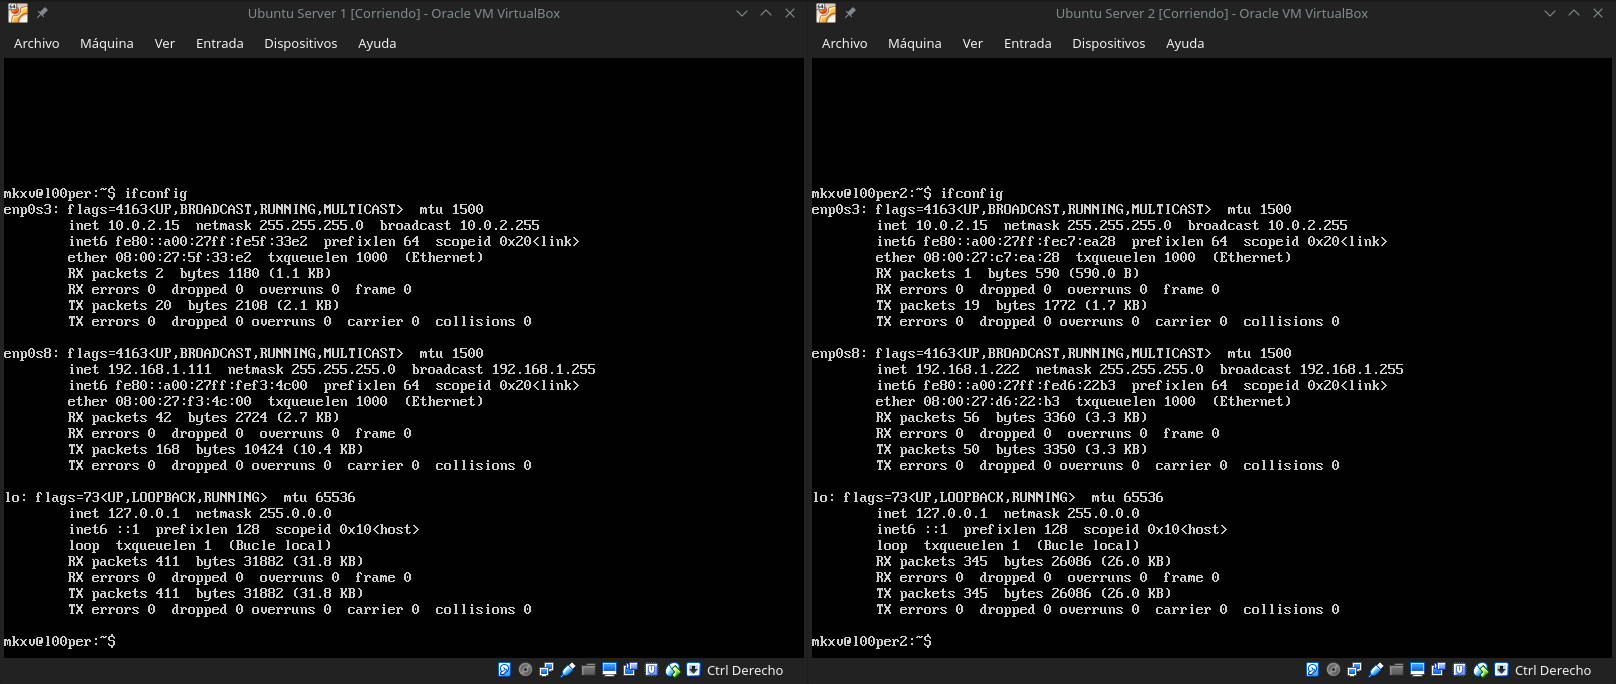 Ubuntu Server 1 [Corriendo] - Oracle VM VirtualBox
Archivo Máquina Ver Entrada Dispositivos Ayuda
mkxv@l00per:~$ ifconfig
enp0s3: flags=4163<UP,BROADCAST,RUNNING,MULTICAST>  mtu 1500
        inet 10.0.2.15  netmask 255.255.255.0  broadcast 10.0.2.255
        inet6 fe80::a00:27ff:fe5f:33e2  prefixlen 64  scopeid 0x20<link>
        ether 08:00:27:5f:33:e2  txqueuelen 1000  (Ethernet)
        RX packets 2  bytes 1180 (1.1 KB)
        RX errors 0  dropped 0  overruns 0  frame 0
        TX packets 20  bytes 2108 (2.1 KB)
        TX errors 0  dropped 0 overruns 0  carrier 0  collisions 0
enp0s8: flags=4163<UP,BROADCAST,RUNNING,MULTICAST>  mtu 1500
        inet 192.168.1.111  netmask 255.255.255.0  broadcast 192.168.1.255
        inet6 fe80::a00:27ff:fef3:4c00  prefixlen 64  scopeid 0x20<link>
        ether 08:00:27:f3:4c:00  txqueuelen 1000  (Ethernet)
        RX packets 42  bytes 2724 (2.7 KB)
        RX errors 0  dropped 0  overruns 0  frame 0
        TX packets 168  bytes 10424 (10.4 KB)
        TX errors 0  dropped 0 overruns 0  carrier 0  collisions 0
lo: flags=73<UP,LOOPBACK,RUNNING>  mtu 65536
        inet 127.0.0.1  netmask 255.0.0.0
        inet6 ::1  prefixlen 128  scopeid 0x10<host>
        loop  txqueuelen 1  (Bucle local)
        RX packets 411  bytes 31882 (31.8 KB)
        RX errors 0  dropped 0  overruns 0  frame 0
        TX packets 411  bytes 31882 (31.8 KB)
        TX errors 0  dropped 0 overruns 0  carrier 0  collisions 0
mkxv@l00per:~$
Ctrl Derecho
Ubuntu Server 2 [Corriendo] - Oracle VM VirtualBox
Archivo Máquina Ver Entrada Dispositivos Ayuda
mkxv@l00per2:~$ ifconfig
enp0s3: flags=4163<UP,BROADCAST,RUNNING,MULTICAST>  mtu 1500
        inet 10.0.2.15  netmask 255.255.255.0  broadcast 10.0.2.255
        inet6 fe80::a00:27ff:fec7:ea28  prefixlen 64  scopeid 0x20<link>
        ether 08:00:27:c7:ea:28  txqueuelen 1000  (Ethernet)
        RX packets 1  bytes 590 (590.0 B)
        RX errors 0  dropped 0  overruns 0  frame 0
        TX packets 19  bytes 1772 (1.7 KB)
        TX errors 0  dropped 0 overruns 0  carrier 0  collisions 0
enp0s8: flags=4163<UP,BROADCAST,RUNNING,MULTICAST>  mtu 1500
        inet 192.168.1.222  netmask 255.255.255.0  broadcast 192.168.1.255
        inet6 fe80::a00:27ff:fed6:22b3  prefixlen 64  scopeid 0x20<link>
        ether 08:00:27:d6:22:b3  txqueuelen 1000  (Ethernet)
        RX packets 56  bytes 3360 (3.3 KB)
        RX errors 0  dropped 0  overruns 0  frame 0
        TX packets 50  bytes 3350 (3.3 KB)
        TX errors 0  dropped 0 overruns 0  carrier 0  collisions 0
lo: flags=73<UP,LOOPBACK,RUNNING>  mtu 65536
        inet 127.0.0.1  netmask 255.0.0.0
        inet6 ::1  prefixlen 128  scopeid 0x10<host>
        loop  txqueuelen 1  (Bucle local)
        RX packets 345  bytes 26086 (26.0 KB)
        RX errors 0  dropped 0  overruns 0  frame 0
        TX packets 345  bytes 26086 (26.0 KB)
        TX errors 0  dropped 0 overruns 0  carrier 0  collisions 0
mkxv@l00per2:~$
Ctrl Derecho